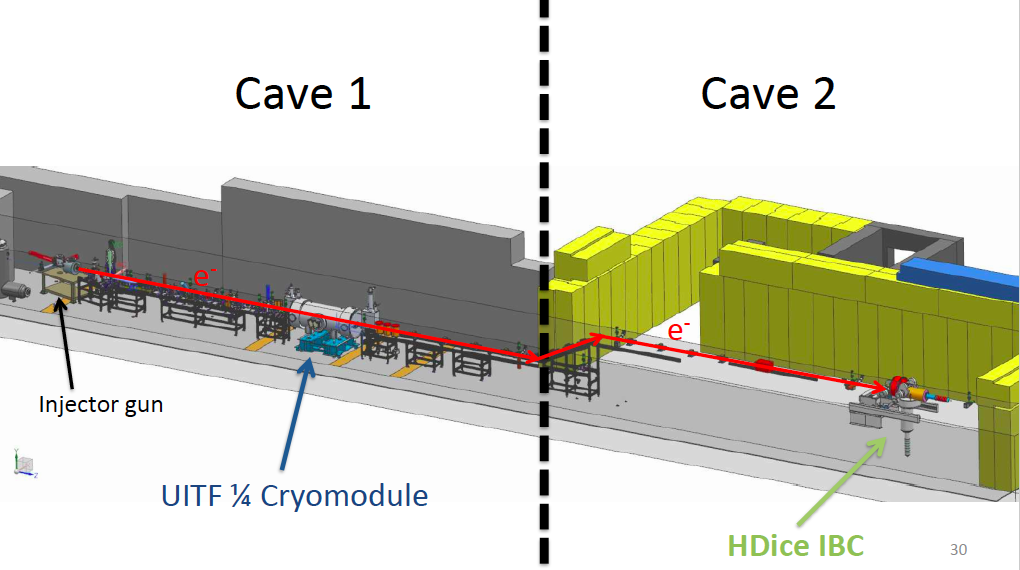 Cave 1
Cave 2
e-
e-
Injector gun
UITF ¼ Cryomodule
HDice IBC
30
Y
Z